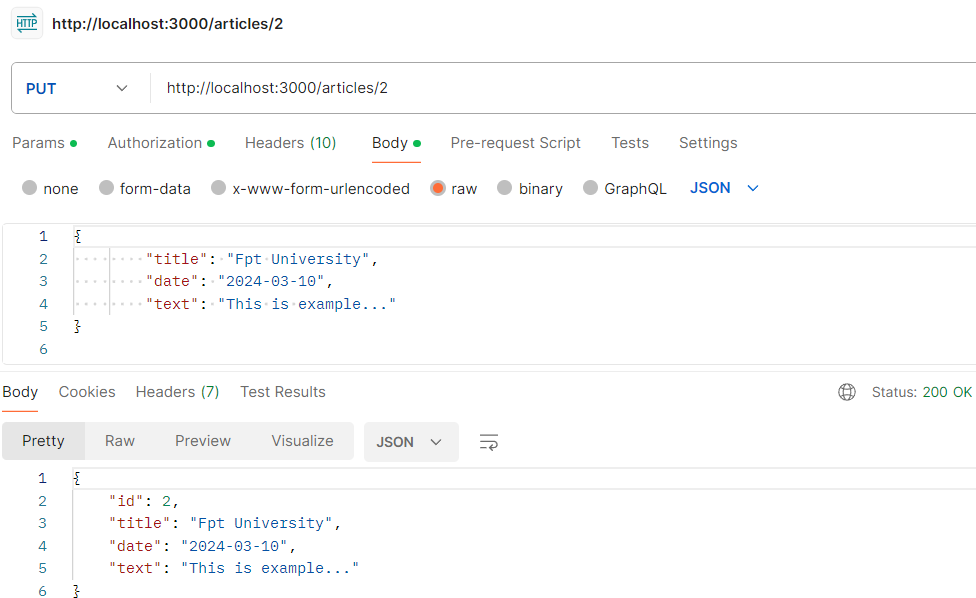 HTTP http://localhost:3000/articles/2
PUT http://localhost:3000/articles/2
Params Authorization Headers (10) Body Pre-request Script Tests Settings
none form-data x-www-form-urlencoded raw binary GraphQL JSON
1 {
2 "title": "Fpt University",
3 "date": "2024-03-10",
4 "text": "This is example..."
5 }
6
Body Cookies Headers (7) Test Results Status: 200 OK
Pretty Raw Preview Visualize JSON
1 {
2 "id": 2,
3 "title": "Fpt University",
4 "date": "2024-03-10",
5 "text": "This is example..."
6 }